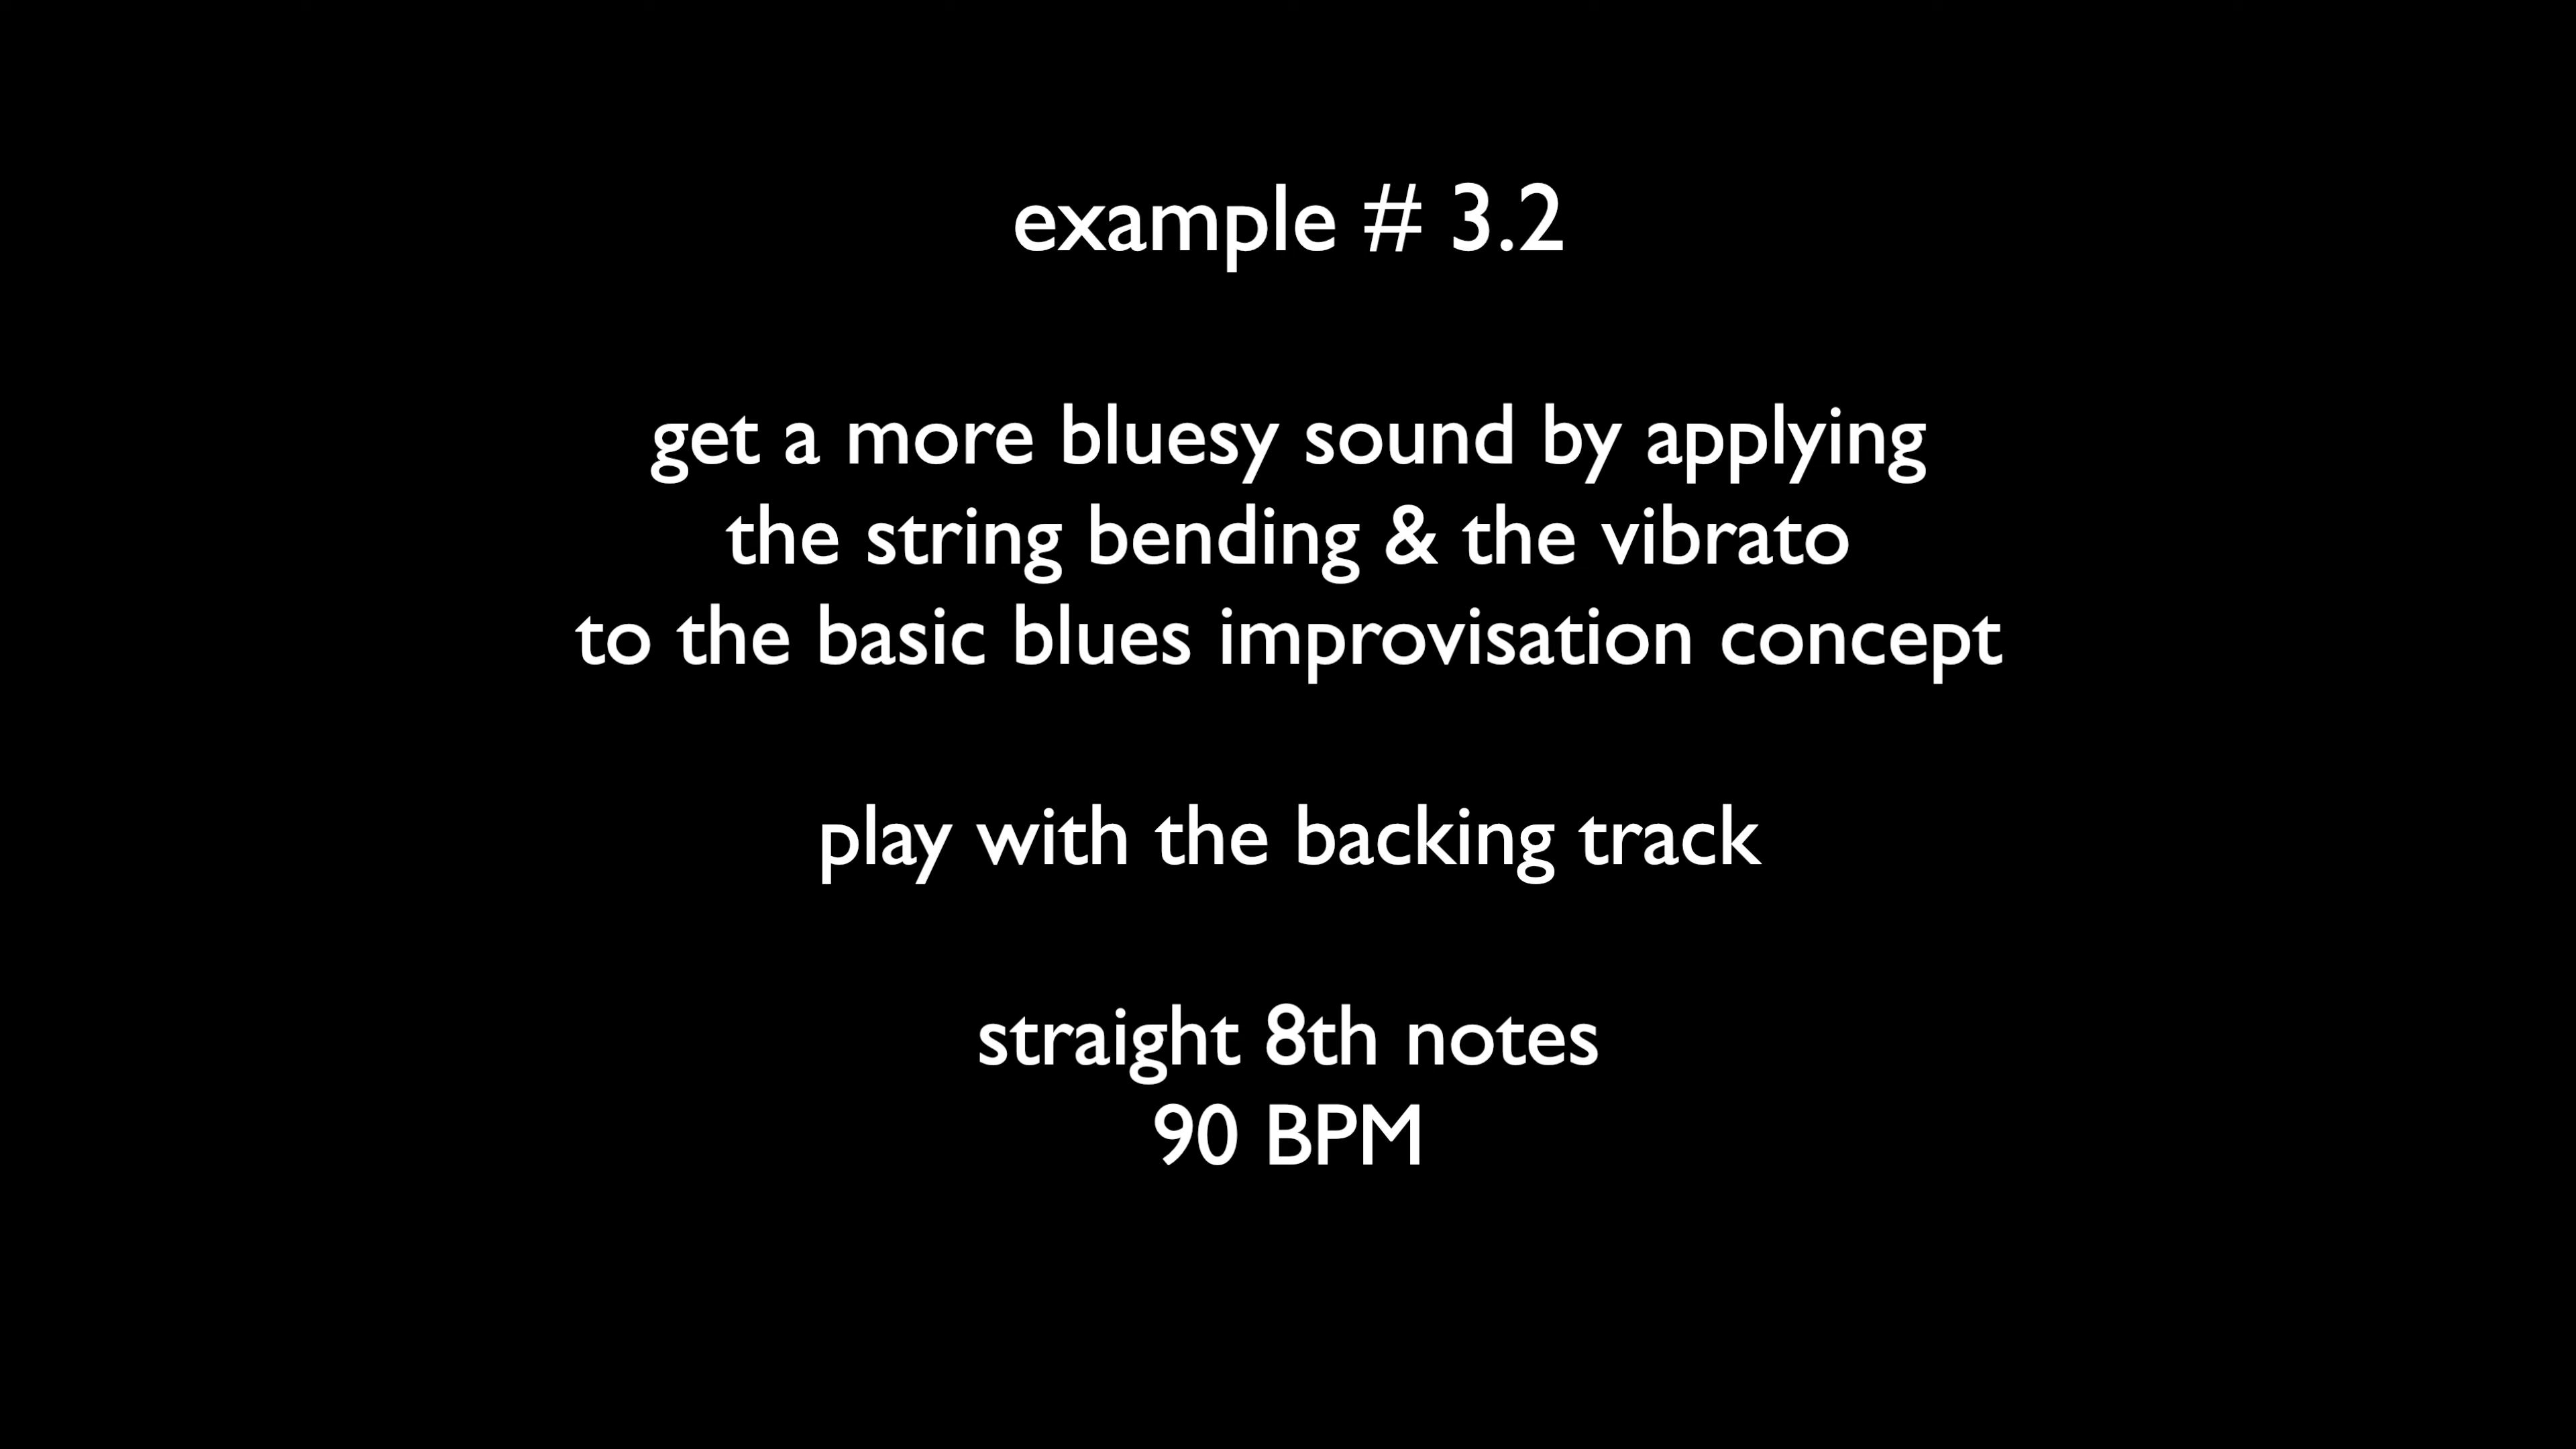 example # 3.2
get a more bluesy sound by applying
the string bending & the vibrato
to the basic blues improvisation concept
play with the backing track
straight 8th notes
90 BPM